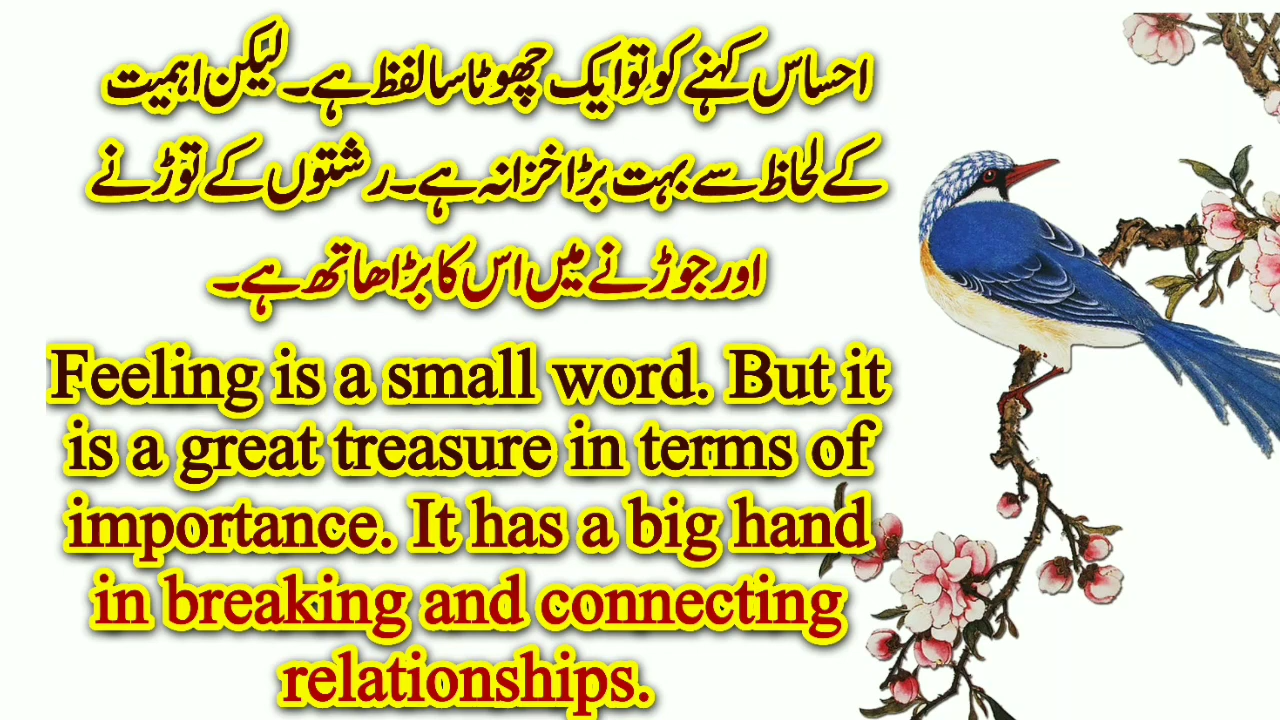 احساس کہنے کو تو ایک چھوٹا سا لفظ ہے۔ لیکن اہمیت
کے لحاظ سے بہت بڑا خزانہ ہے۔ رشتوں کے توڑنے
اور جوڑنے میں اس کا بڑا ھاتھ ہے۔
Feeling is a small word. But it
is a great treasure in terms of
importance. It has a big hand
in breaking and connecting
relationships.